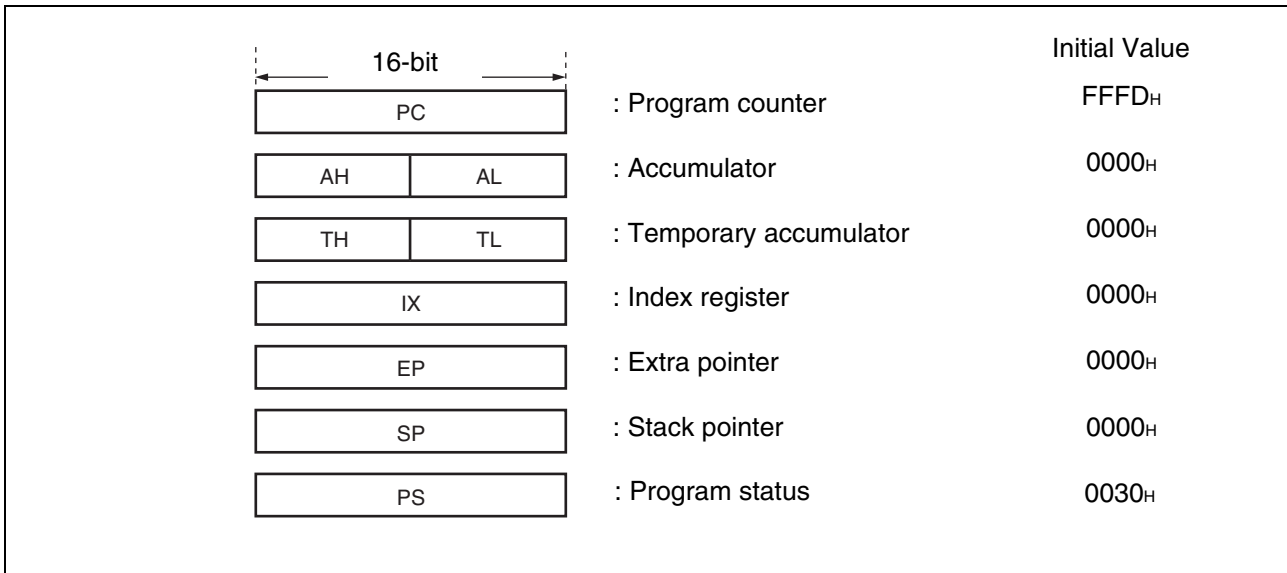 16-bit Initial Value
PC : Program counter FFFDH
AH AL : Accumulator 0000H
TH TL : Temporary accumulator 0000H
IX : Index register 0000H
EP : Extra pointer 0000H
SP : Stack pointer 0000H
PS : Program status 0030H